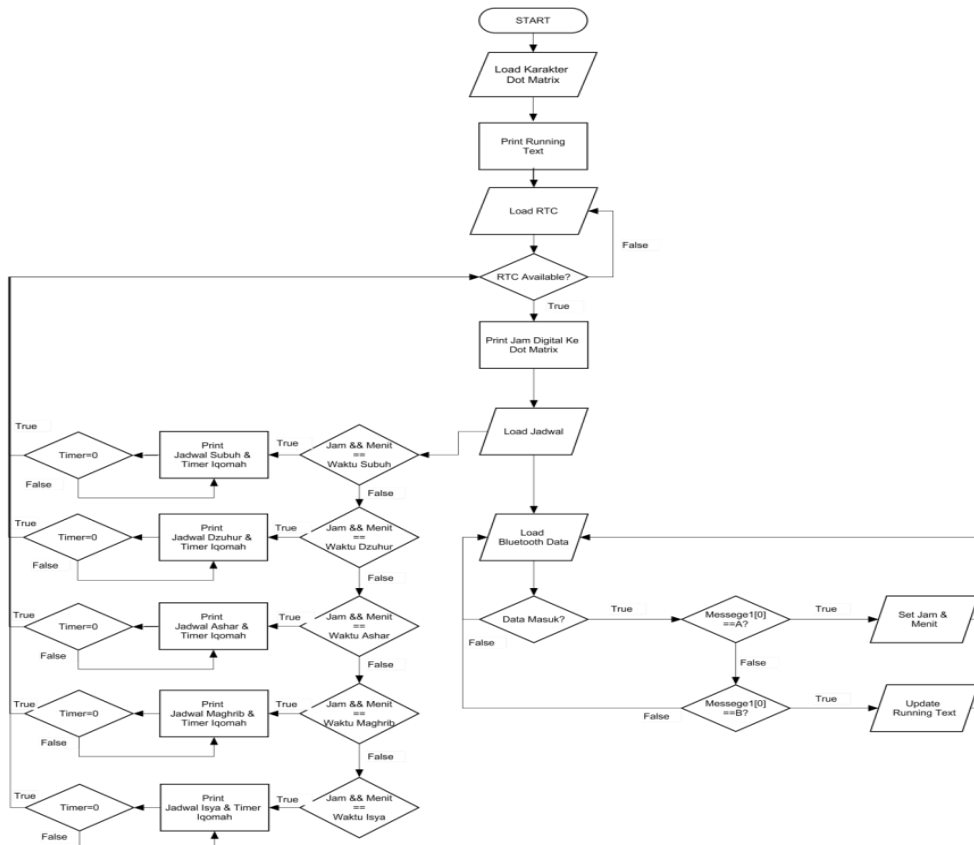 START
Load Karakter
Dot Matrix
Print Running
Text
Load RTC
False
RTC Available?
True
Print Jam Digital Ke
Dot Matrix
Load Jadwal
True
Timer=0
False
Print
Jadwal Subuh &
Timer Iqomah
True
Jam && Menit
==
Waktu Subuh
False
True
Timer=0
False
Print
Jadwal Dzuhur &
Timer Iqomah
True
Jam && Menit
==
Waktu Dzuhur
False
True
Timer=0
False
Print
Jadwal Ashar &
Timer Iqomah
True
Jam && Menit
==
Waktu Ashar
False
True
Timer=0
False
Print
Jadwal Maghrib &
Timer Iqomah
True
Jam && Menit
==
Waktu Maghrib
False
True
Timer=0
False
Print
Jadwal Isya & Timer
Iqomah
True
Jam && Menit
==
Waktu Isya
Load
Bluetooth Data
Data Masuk?
False
True
Messege1[0]
==A?
True
Set Jam &
Menit
False
Messege1[0]
==B?
False
True
Update
Running Text